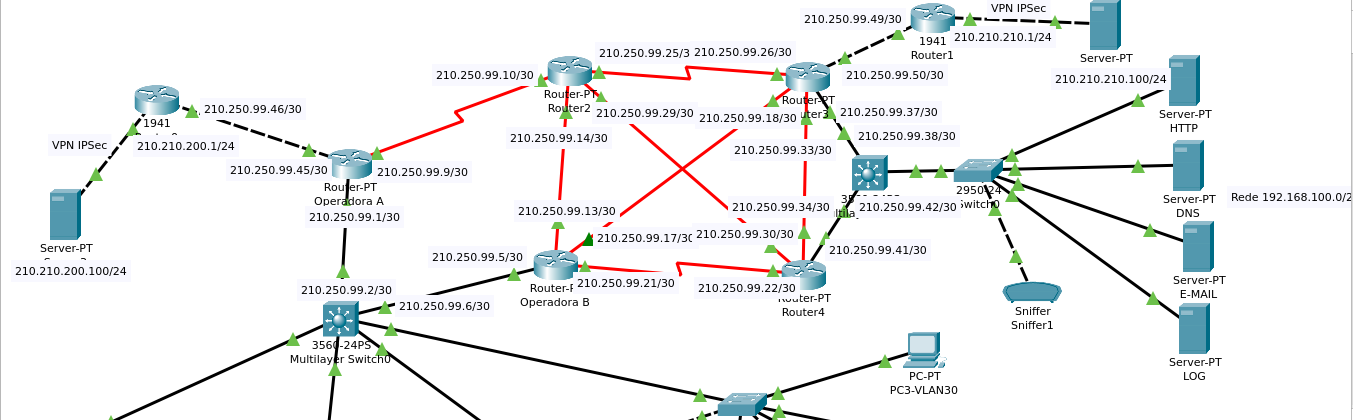 VPN IPSec
210.250.99.49/30
210.210.210.1/24
1941
Router1
Server-PT
210.250.99.25/3
210.250.99.26/30
210.250.99.10/30
210.250.99.50/30
210.210.210.100/24
Router-PT
Router2
Router-PT
210.250.99.46/30
1941
210.250.99.29/30
210.250.99.18/30
210.250.99.37/30
Server-PT
HTTP
VPN IPSec
210.210.200.1/24
210.250.99.14/30
210.250.99.38/30
210.250.99.33/30
210.250.99.45/30
210.250.99.9/30
Router-PT
Operadora A
2950-24
Switch0
Server-PT
DNS
Rede 192.168.100.0/2
210.250.99.1/30
210.250.99.13/30
210.250.99.34/30
210.250.99.42/30
Server-PT
210.210.200.100/24
210.250.99.17/30
210.250.99.30/30
210.250.99.41/30
210.250.99.5/30
Router-PT
Operadora B
210.250.99.21/30
210.250.99.22/30
Router-PT
Router4
Server-PT
E-MAIL
210.250.99.2/30
210.250.99.6/30
Sniffer
Sniffer1
3560-24PS
Multilayer Switch0
Server-PT
LOG
PC-PT
PC3-VLAN30